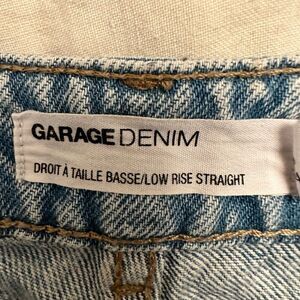 GARAGE DENIM
DROIT À TAILLE BASSE/LOW RISE STRAIGHT